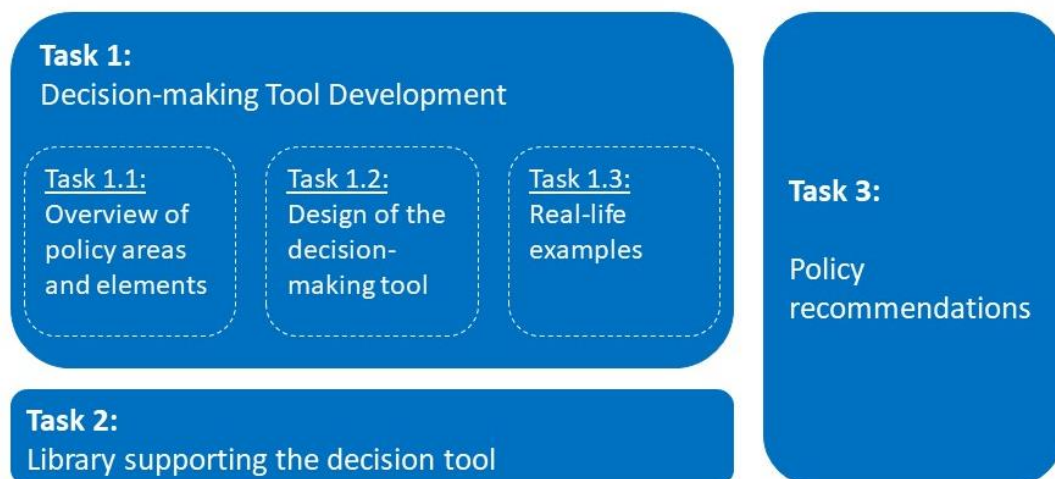 Task 1:
Decision-making Tool Development
Task 1.1:
Overview of
policy areas
and elements
Task 1.2:
Design of the
decision-
making tool
Task 1.3:
Real-life
examples
Task 2:
Library supporting the decision tool
Task 3:
Policy
recommendations